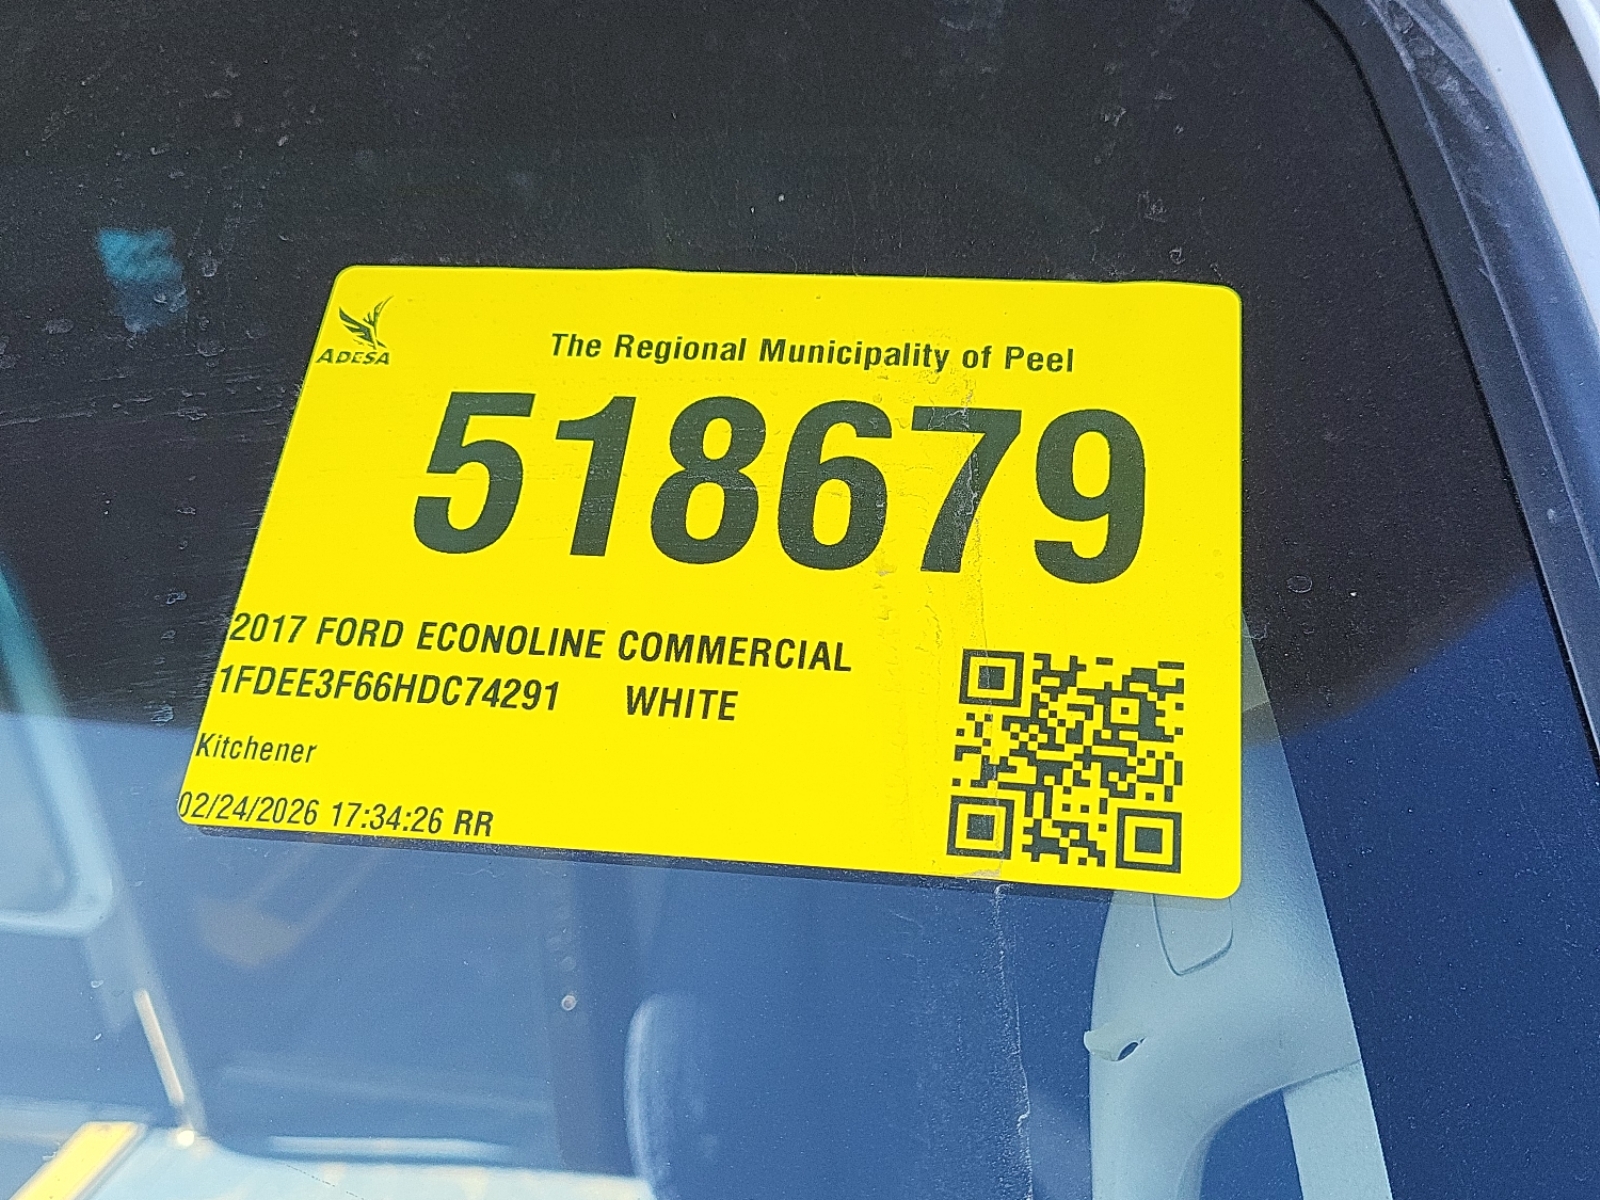 ADESA
The Regional Municipality of Peel
518679
2017 FORD ECONOLINE COMMERCIAL
1FDEE3F66HDC74291 WHITE
Kitchener
02/24/2026 17:34:26 RR